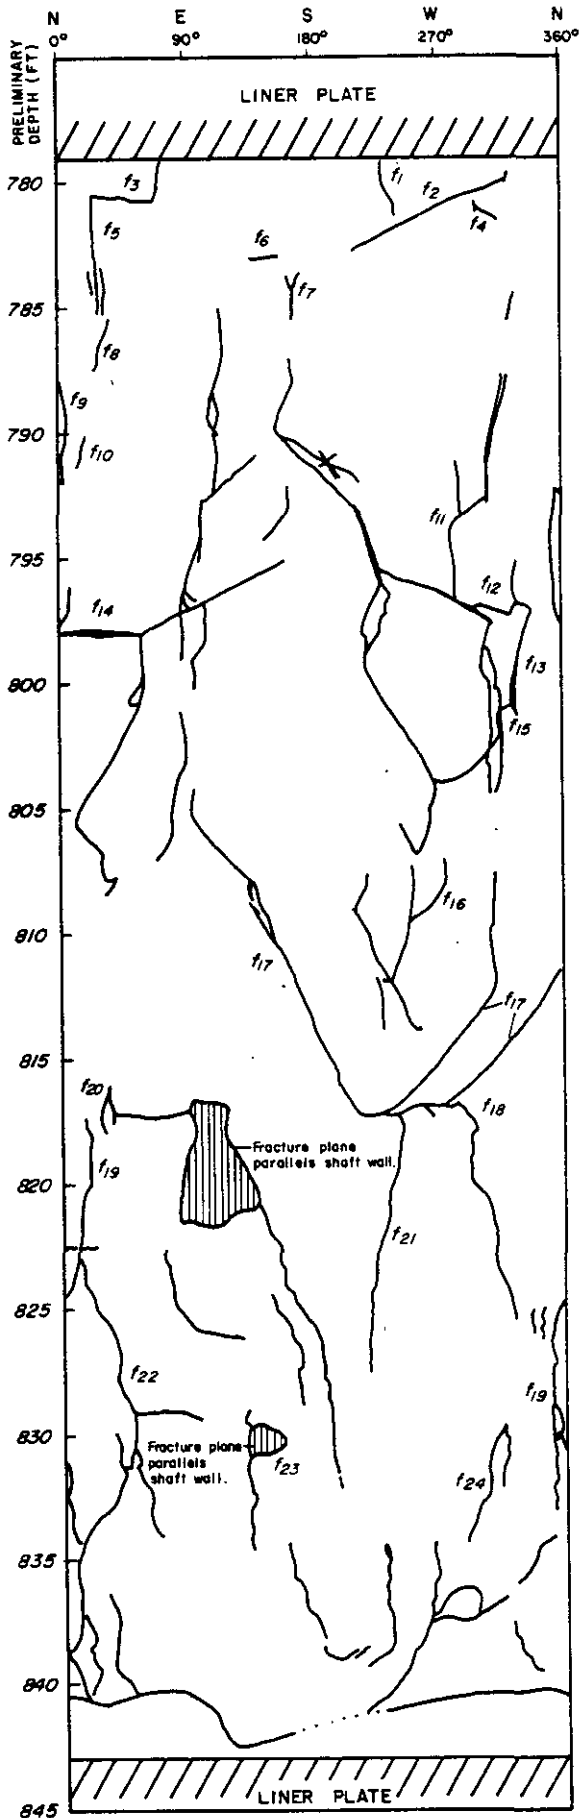 N E S W N
0° 90° 180° 270° 360°
PRELIMINARY
DEPTH (FT)
LINER PLATE
780
f3
f1
f2
f4
f5
f6
f7
785
f8
f9
790
f10
f11
795
f12
f14
f13
800
f15
805
f16
810
f17
f17
815
f20
f18
Fracture plane
parallels shaft wall.
f19
820
f21
825
f22
f19
830
Fracture plane
parallels
shaft wall.
f23
f24
835
840
LINER PLATE
845